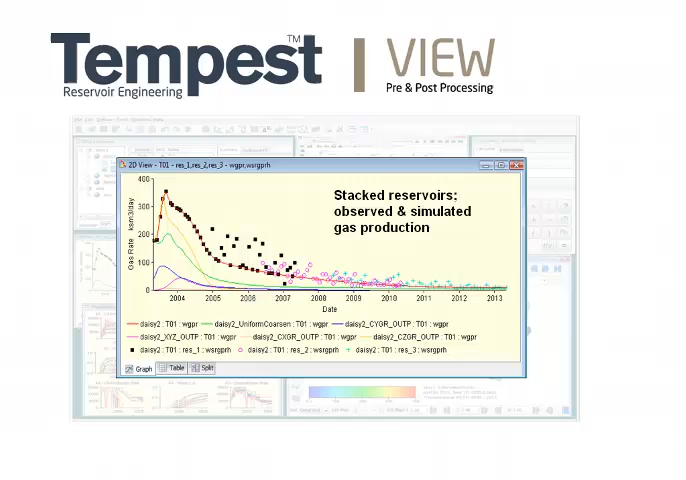 Tempest™
Reservoir Engineering
VIEW
Pre & Post Processing
2D View - T01 - res_1,res_2,res_3 - wgpr,wsrgprh
Stacked reservoirs;
observed & simulated
gas production
Gas Rate ksm3/day
400
300
200
100
0
2004 2005 2006 2007 2008 2009 2010 2011 2012 2013
Date
daisy2 : T01 : wgpr daisy2_UniformCoarsen : T01 : wgpr daisy2_CYGR_OUTP : T01 : wgpr
daisy2_XYZ_OUTP : T01 : wgpr daisy2_CXGR_OUTP : T01 : wgpr daisy2_CZGR_OUTP : T01 : wgpr
daisy2 : T01 : res_1 : wsrgprh daisy2 : T01 : res_2 : wsrgprh daisy2 : T01 : res_3 : wsrgprh
Graph Table Split